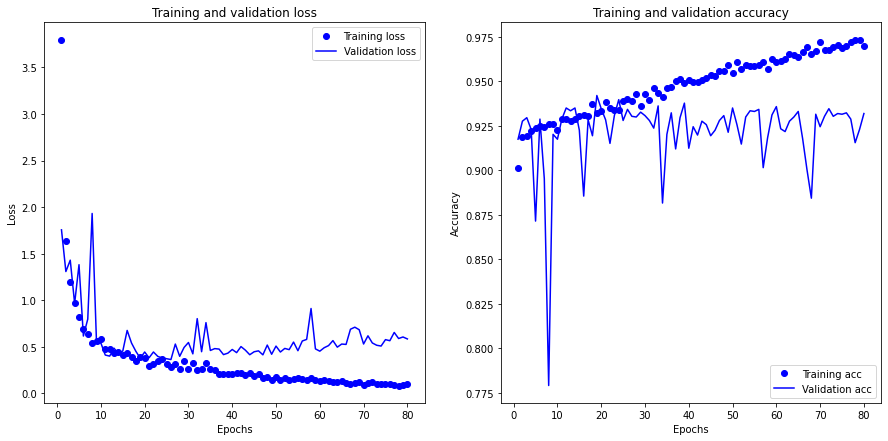 Training and validation loss
Training loss
Validation loss
3.5
3.0
2.5
2.0
1.5
1.0
0.5
0.0
Loss
0 10 20 30 40 50 60 70 80
Epochs
Training and validation accuracy
0.975
0.950
0.925
0.900
0.875
0.850
0.825
0.800
0.775
Accuracy
Training acc
Validation acc
0 10 20 30 40 50 60 70 80
Epochs